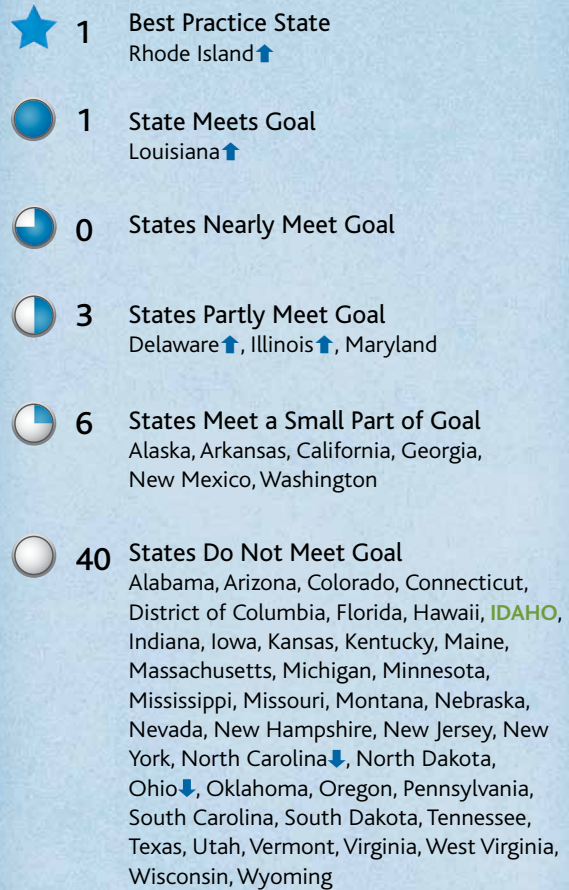 1 Best Practice State
Rhode Island⬆
1 State Meets Goal
Louisiana⬆
0 States Nearly Meet Goal
3 States Partly Meet Goal
Delaware⬆, Illinois⬆, Maryland
6 States Meet a Small Part of Goal
Alaska, Arkansas, California, Georgia,
New Mexico, Washington
40 States Do Not Meet Goal
Alabama, Arizona, Colorado, Connecticut,
District of Columbia, Florida, Hawaii, IDAHO,
Indiana, Iowa, Kansas, Kentucky, Maine,
Massachusetts, Michigan, Minnesota,
Mississippi, Missouri, Montana, Nebraska,
Nevada, New Hampshire, New Jersey, New
York, North Carolina⬇, North Dakota,
Ohio⬇, Oklahoma, Oregon, Pennsylvania,
South Carolina, South Dakota, Tennessee,
Texas, Utah, Vermont, Virginia, West Virginia,
Wisconsin, Wyoming